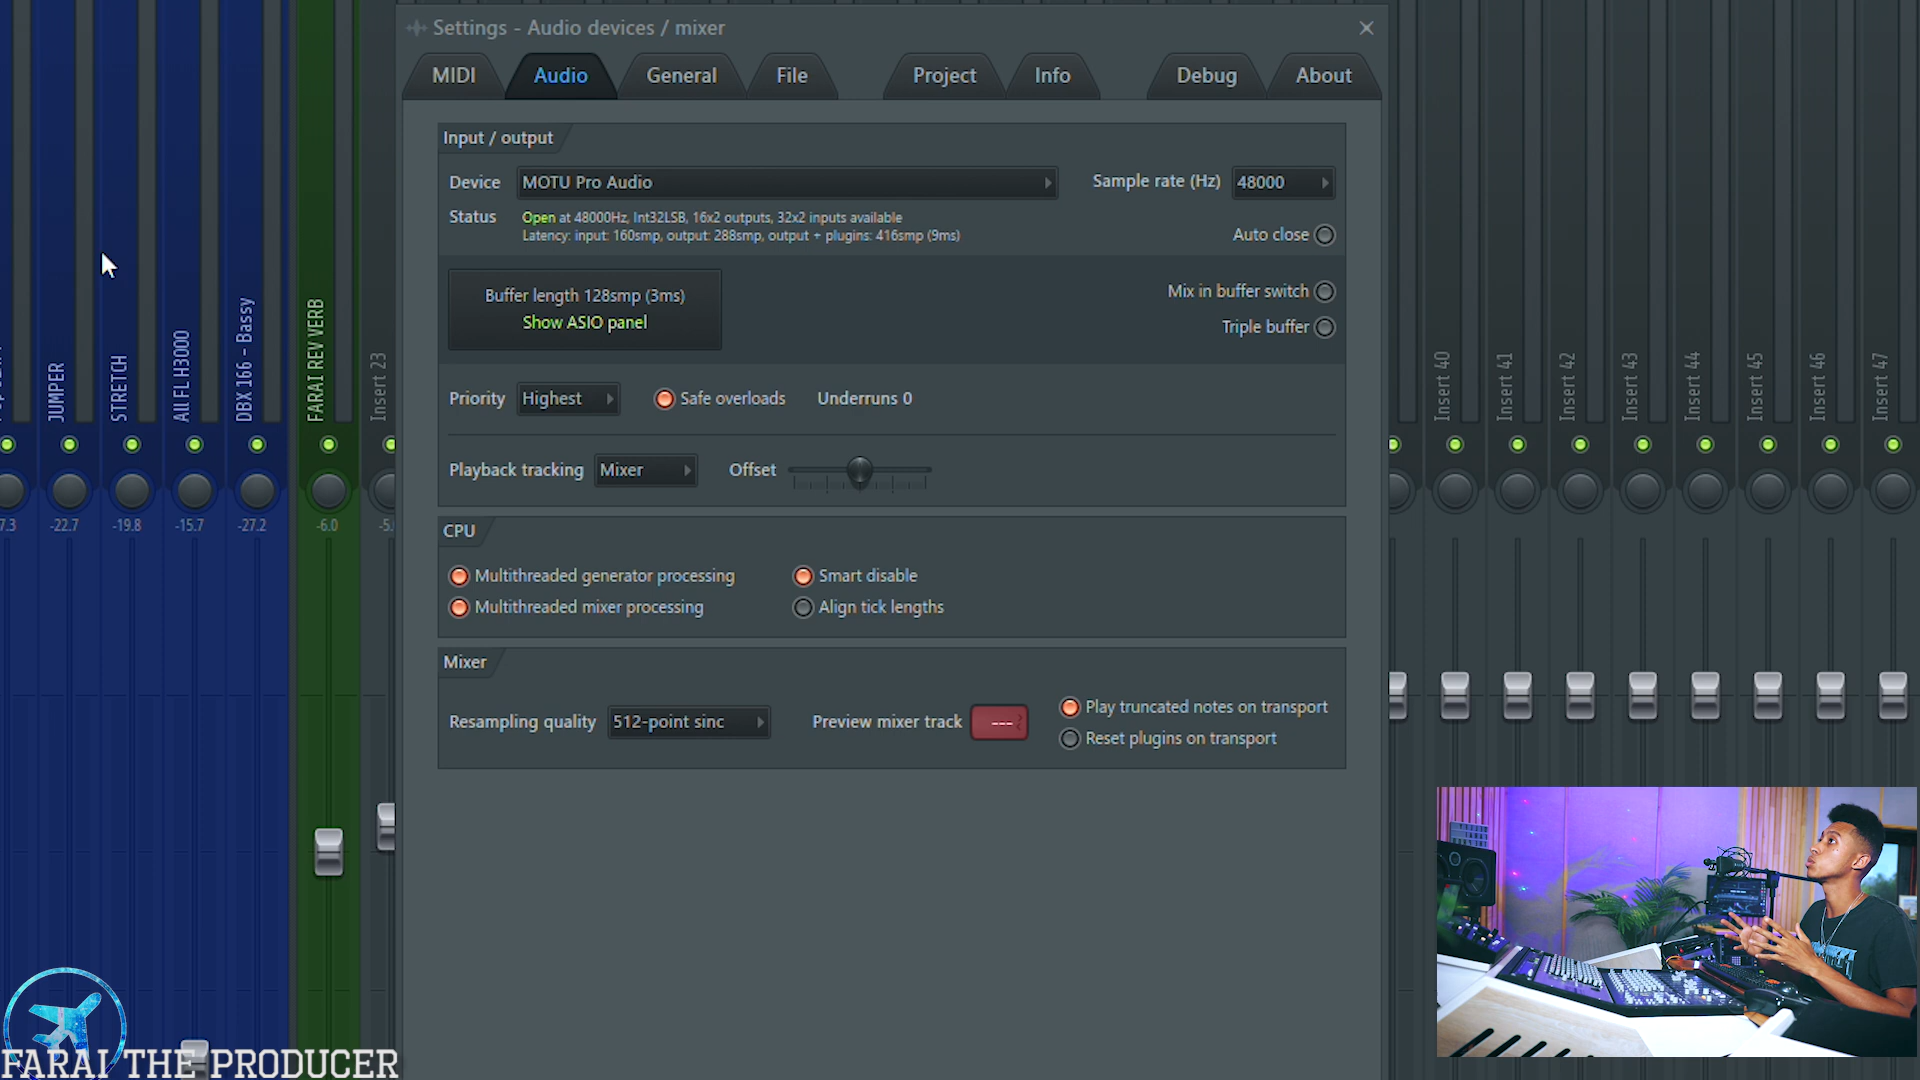 Settings - Audio devices / mixer
MIDI
Audio
General
File
Project
Info
Debug
About
Input / output
Device
MOTU Pro Audio
Sample rate (Hz)
48000
Status
Open at 48000Hz, Int32LSB, 16x2 outputs, 32x2 inputs available
Latency: input: 160smp, output: 288smp, output + plugins: 416smp (9ms)
Auto close
Buffer length 128smp (3ms)
Show ASIO panel
Mix in buffer switch
Triple buffer
Priority
Highest
Safe overloads
Underruns 0
Playback tracking
Mixer
Offset
CPU
Multithreaded generator processing
Smart disable
Multithreaded mixer processing
Align tick lengths
Mixer
Resampling quality
512-point sinc
Preview mixer track
---
Play truncated notes on transport
Reset plugins on transport
JUMPER
STRETCH
All FL H3000
DBX 166 - Bassy
FARAI REV VERB
Insert 23
Insert 40
Insert 41
Insert 42
Insert 43
Insert 44
Insert 45
Insert 46
Insert 47
7.3
-22.7
-19.8
-15.7
-27.2
-6.0
-5.
FARAI THE PRODUCER